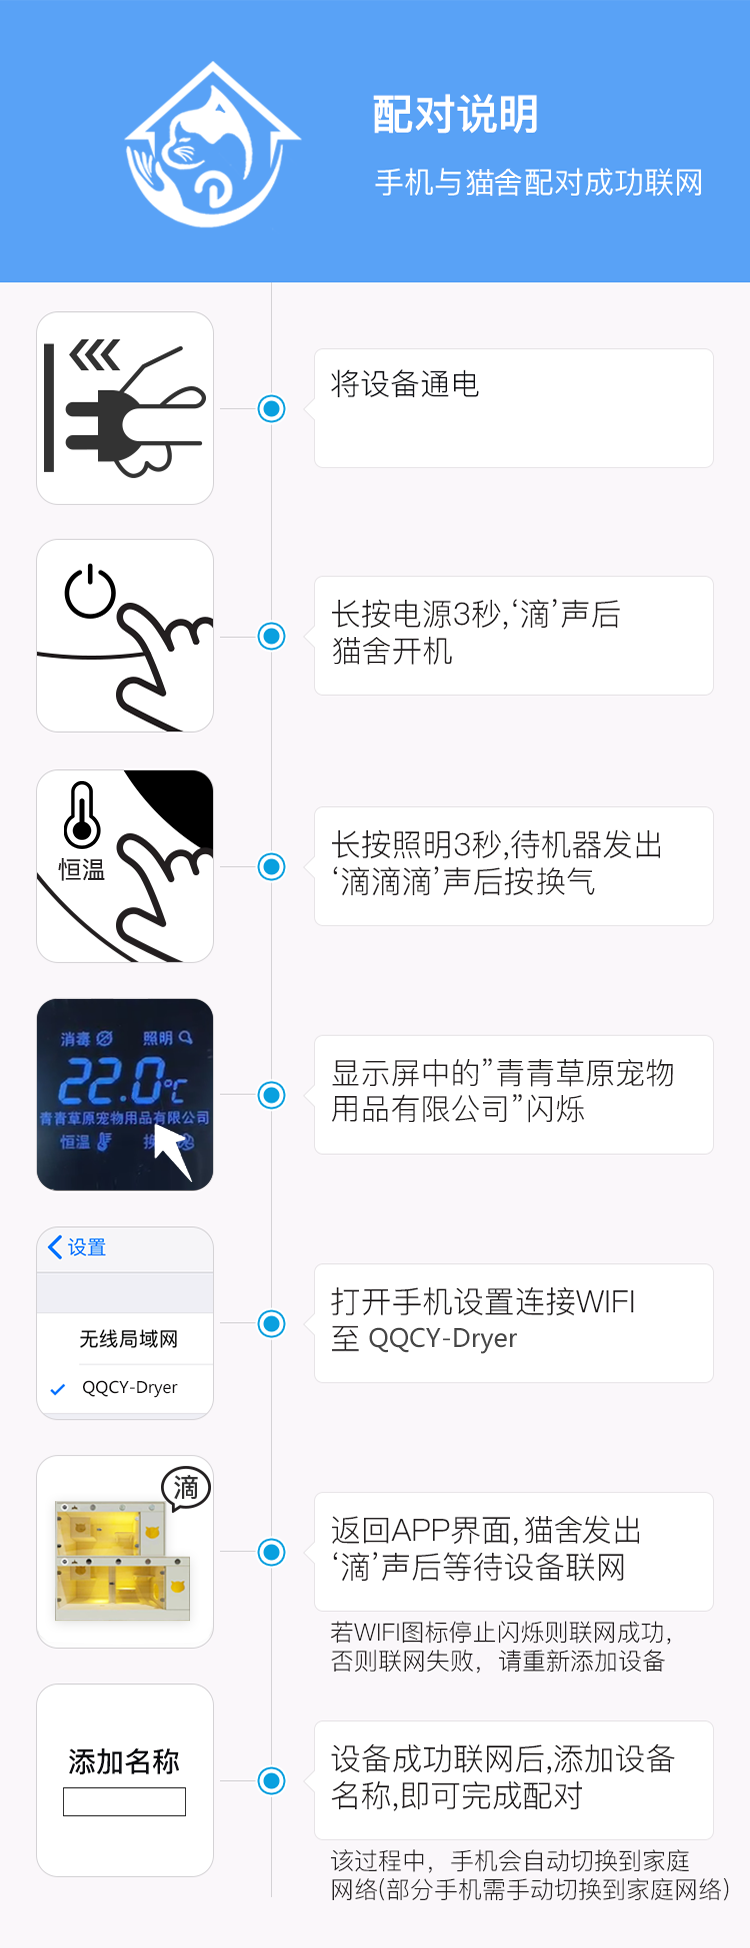 配对说明
手机与猫舍配对成功联网
将设备通电
长按电源3秒,‘滴’声后
猫舍开机
恒温
长按照明3秒,待机器发出
‘滴滴滴’声后按换气
消毒
照明
22.0℃
青青草原宠物用品有限公司
恒温
换
显示屏中的”青青草原宠物
用品有限公司”闪烁
设置
无线局域网
QQCY-Dryer
打开手机设置连接WIFI
至 QQCY-Dryer
滴
返回APP界面,猫舍发出
‘滴’声后等待设备联网
若WIFI图标停止闪烁则联网成功,
否则联网失败，请重新添加设备
添加名称
设备成功联网后,添加设备
名称,即可完成配对
该过程中，手机会自动切换到家庭
网络(部分手机需手动切换到家庭网络)